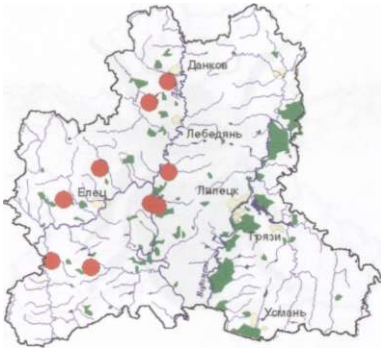 Данков
Лебедянь
Елец
Липецк
Грязи
Усмань